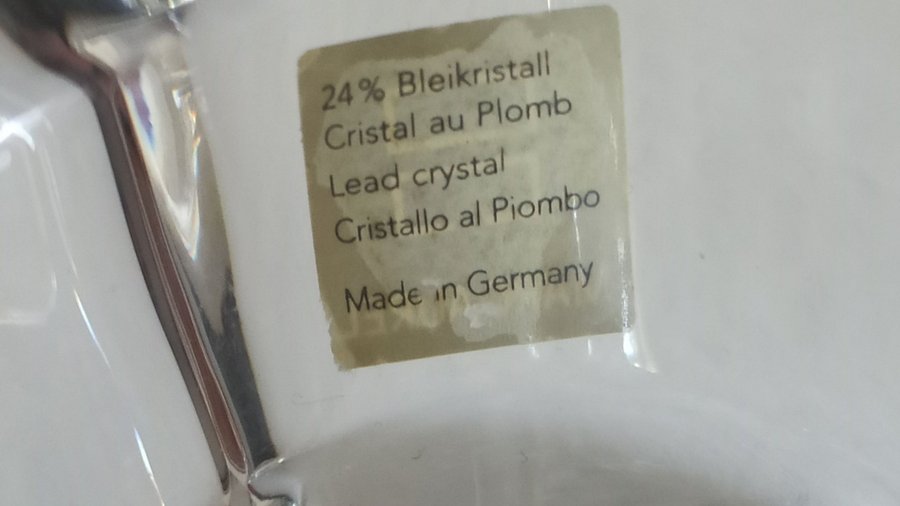 24% Bleikristall
Cristal au Plomb
Lead crystal
Cristallo al Piombo
Made in Germany